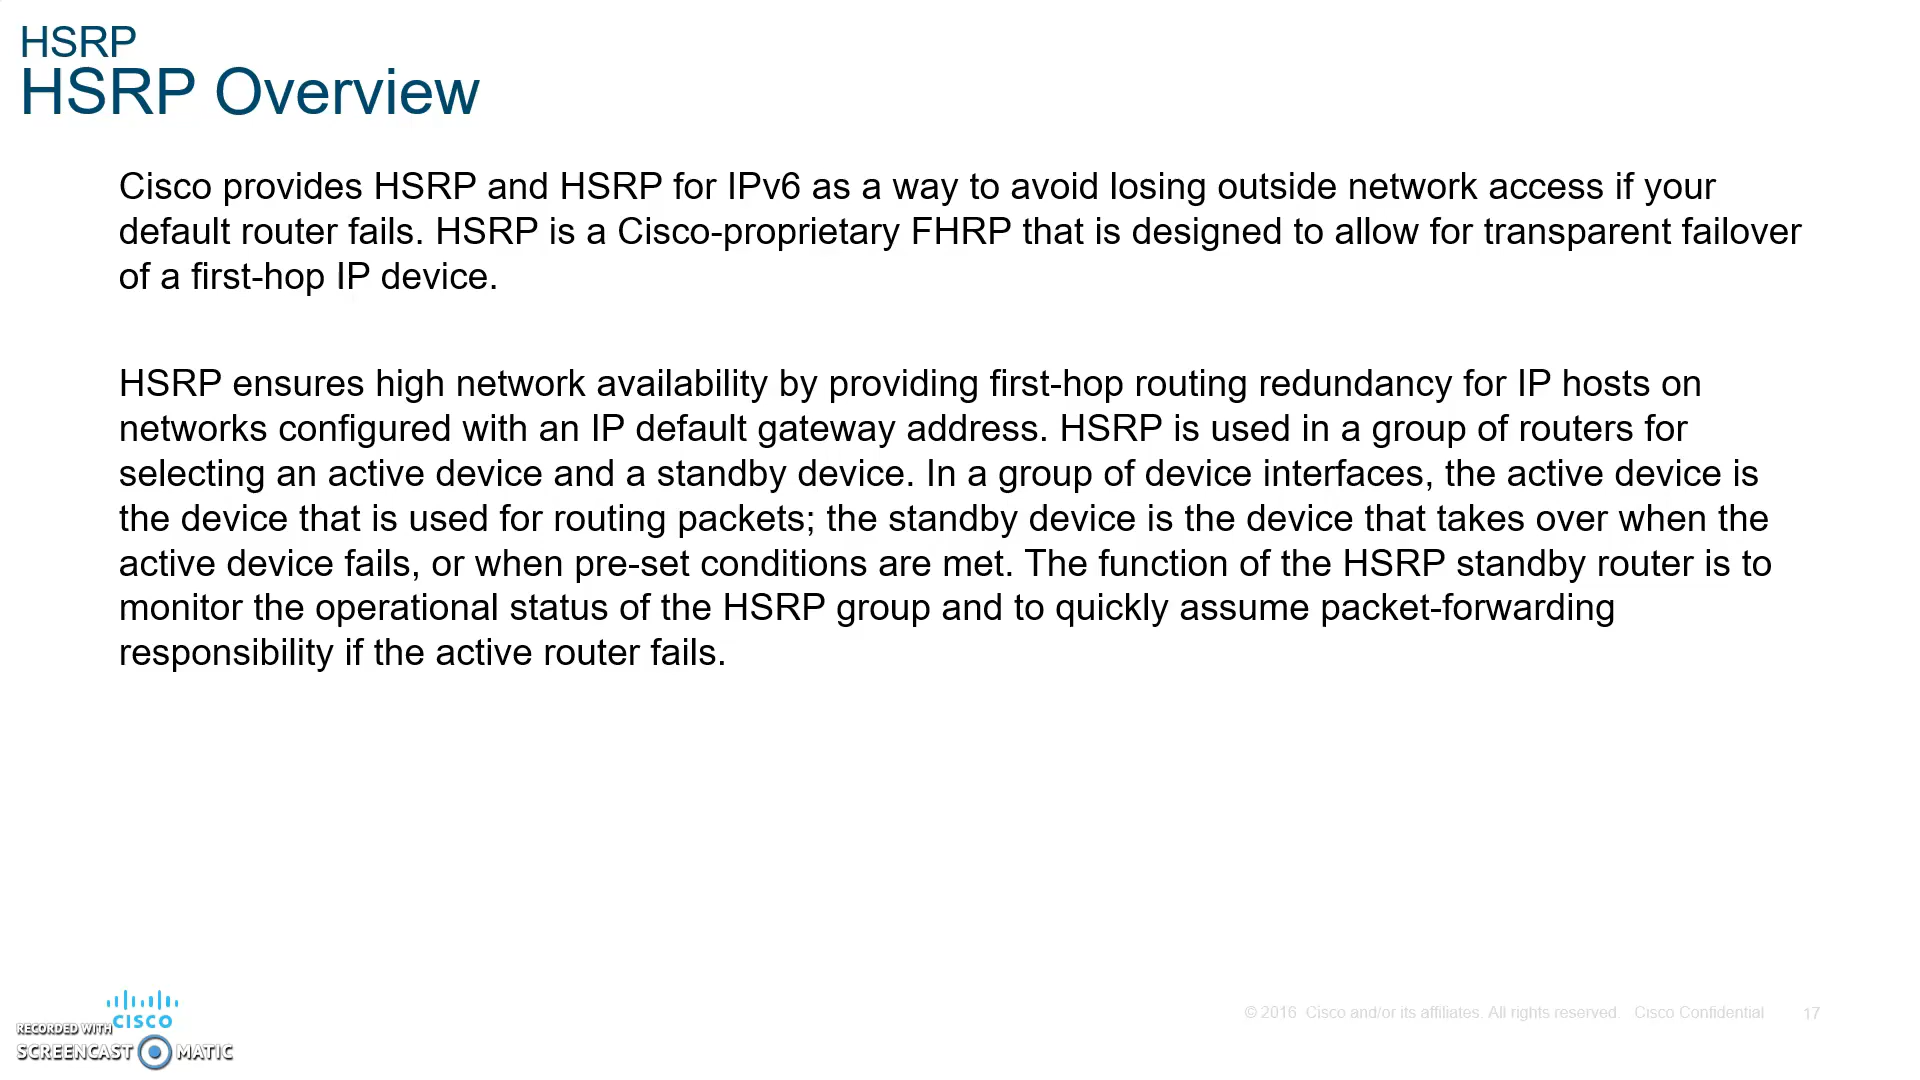 HSRP
HSRP Overview
Cisco provides HSRP and HSRP for IPv6 as a way to avoid losing outside network access if your
default router fails. HSRP is a Cisco-proprietary FHRP that is designed to allow for transparent failover
of a first-hop IP device.
HSRP ensures high network availability by providing first-hop routing redundancy for IP hosts on
networks configured with an IP default gateway address. HSRP is used in a group of routers for
selecting an active device and a standby device. In a group of device interfaces, the active device is
the device that is used for routing packets; the standby device is the device that takes over when the
active device fails, or when pre-set conditions are met. The function of the HSRP standby router is to
monitor the operational status of the HSRP group and to quickly assume packet-forwarding
responsibility if the active router fails.
© 2016 Cisco and/or its affiliates. All rights reserved. Cisco Confidential 17
CISCO
RECORDED WITH
SCREENCAST MATIC